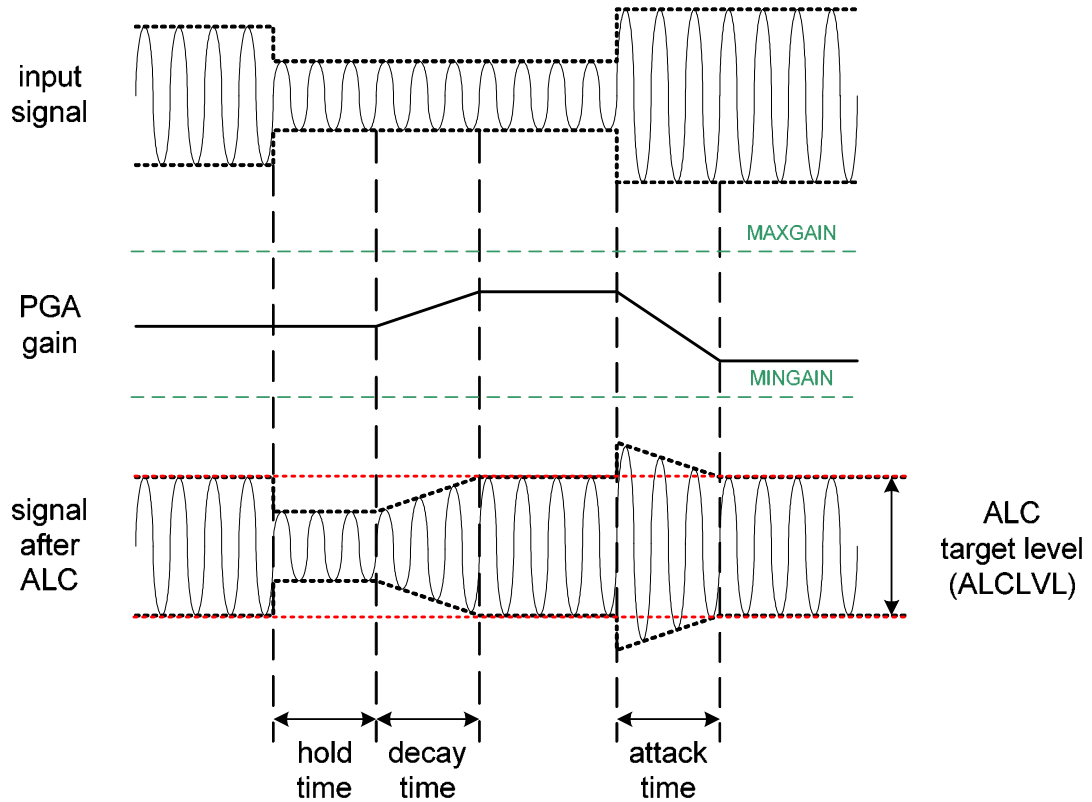 input
signal
MAXGAIN
PGA
gain
MINGAIN
signal
after
ALC
ALC
target level
(ALCLVL)
hold
time
decay
time
attack
time